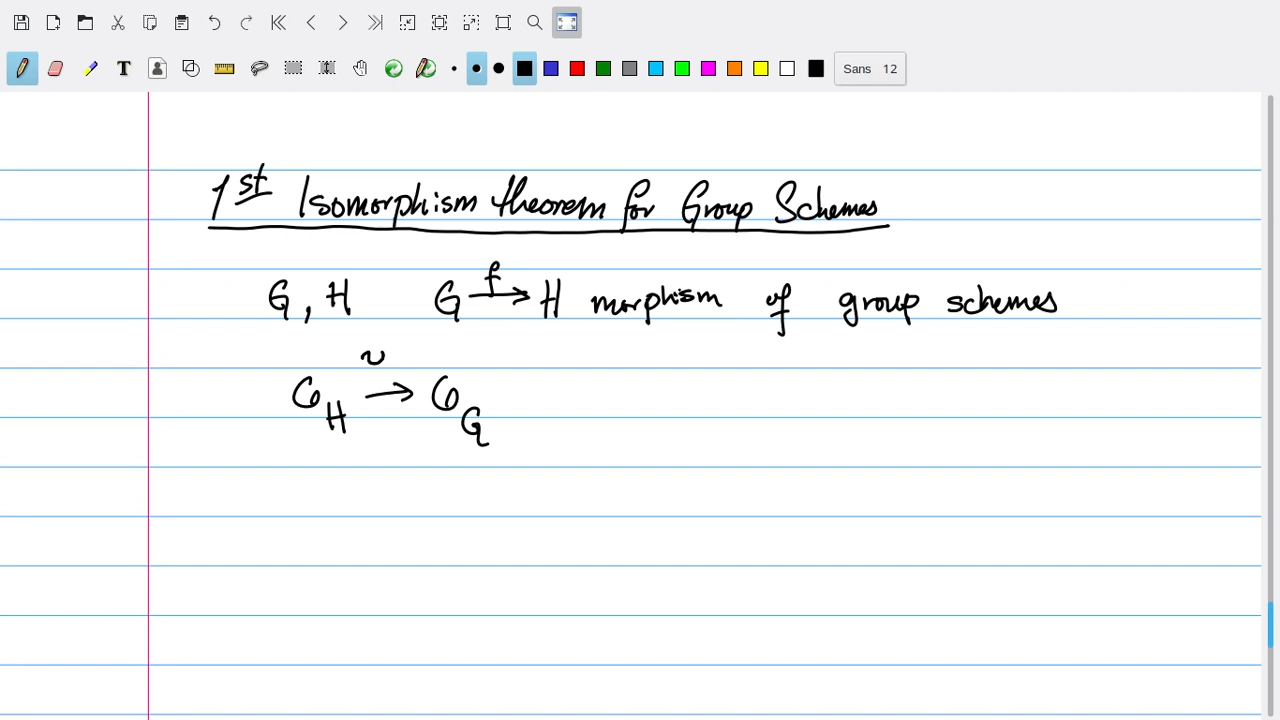 Sans 12
1st Isomorphism theorem for Group Schemes
G, H G →f H morphism of group schemes
O_H →~ O_G